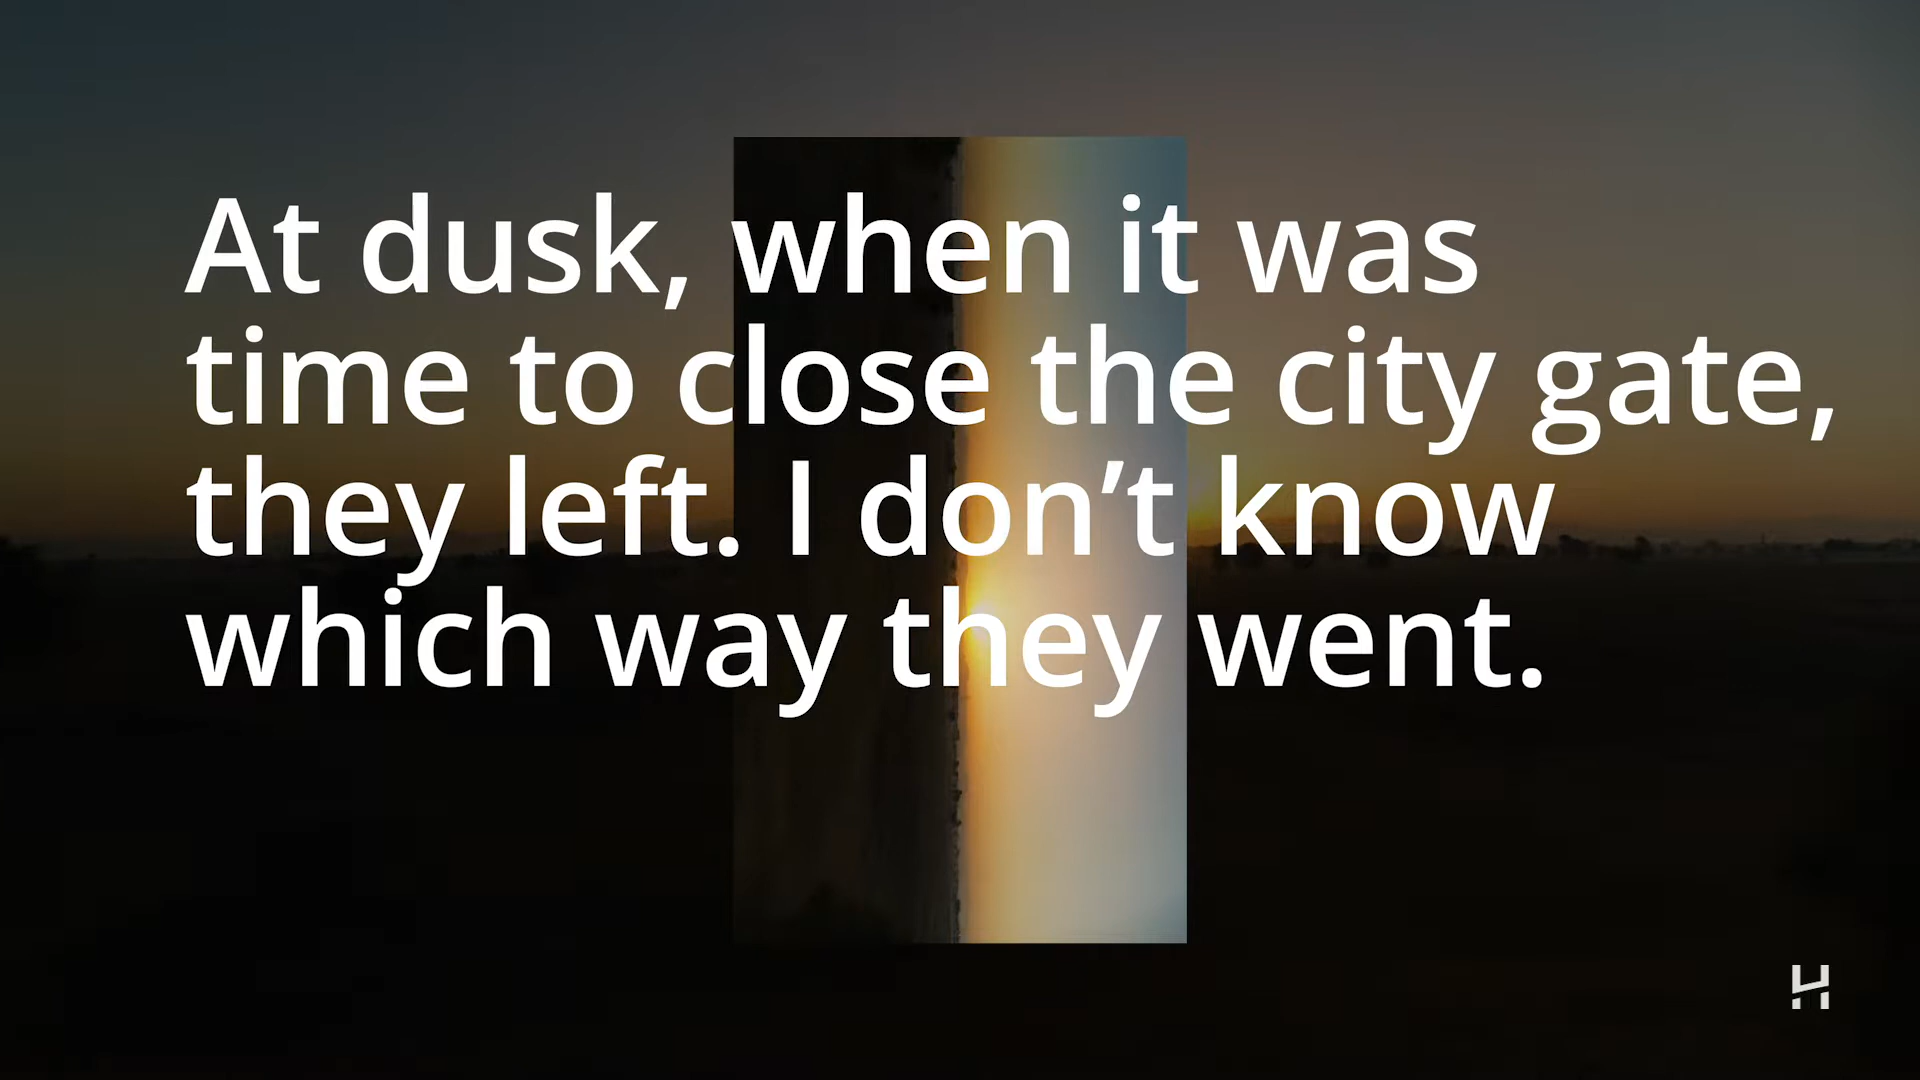 At dusk, when it was
time to close the city gate,
they left. I don’t know
which way they went.